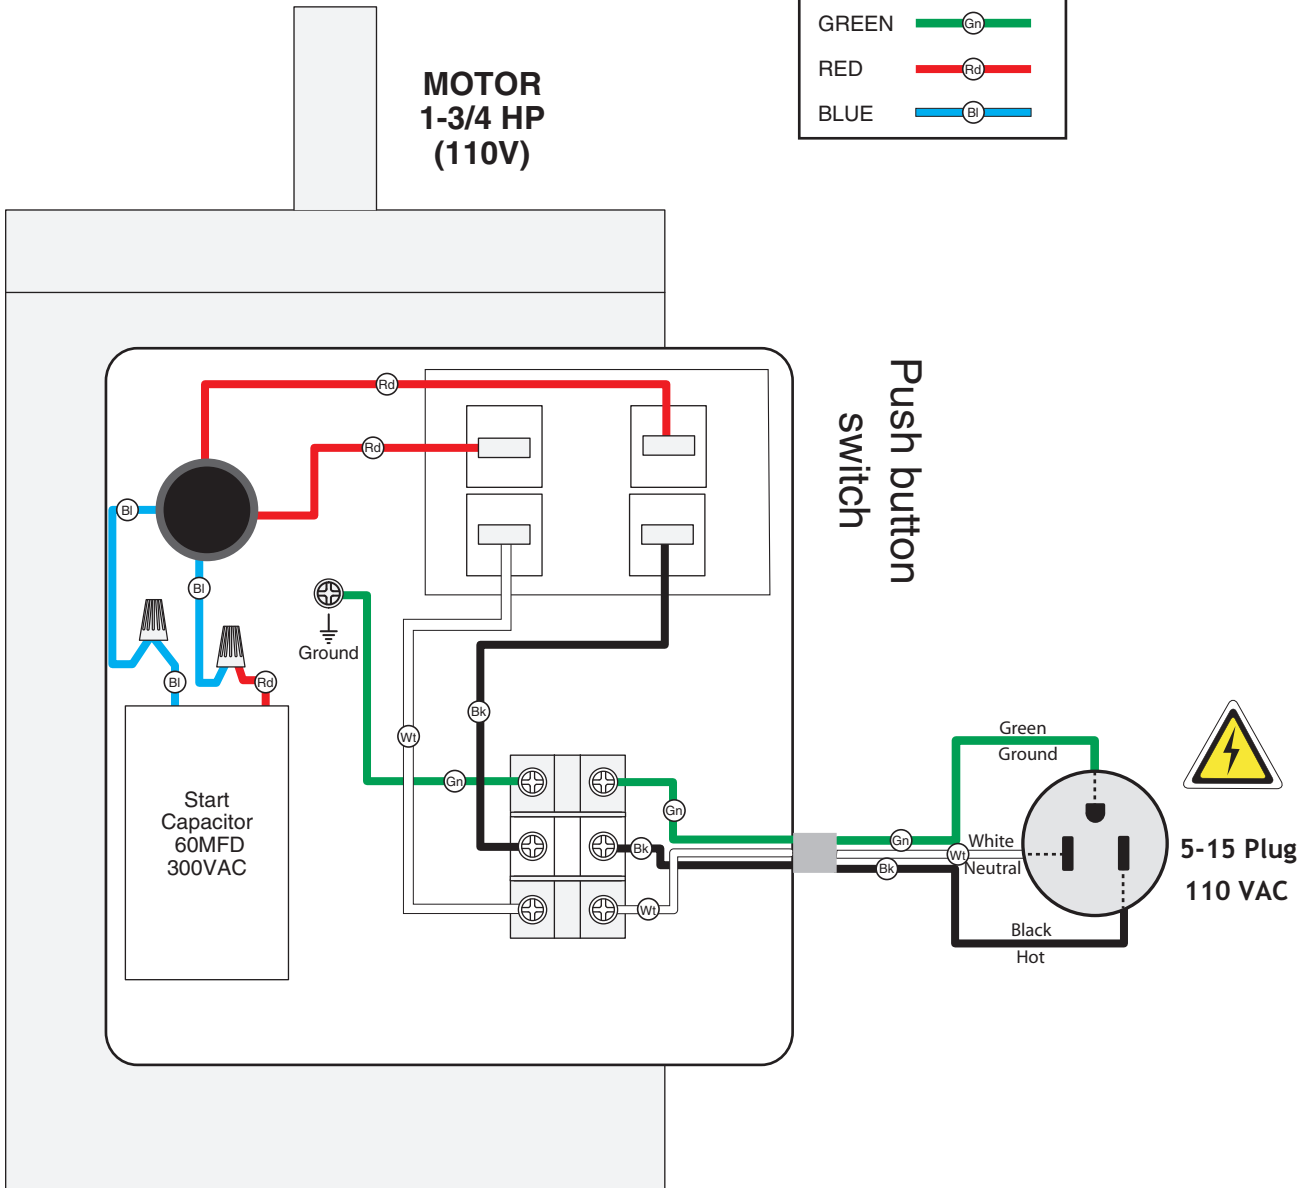 GREEN
Gn
RED
Rd
BLUE
Bl
MOTOR
1-3/4 HP
(110V)
Push button
switch
Rd
Rd
Bl
Bl
Ground
Bl
Rd
Bk
Wt
Gn
Start
Capacitor
60MFD
300VAC
Gn
Bk
Wt
Green
Ground
Gn
White
Wt
Neutral
Bk
Black
Hot
5-15 Plug
110 VAC